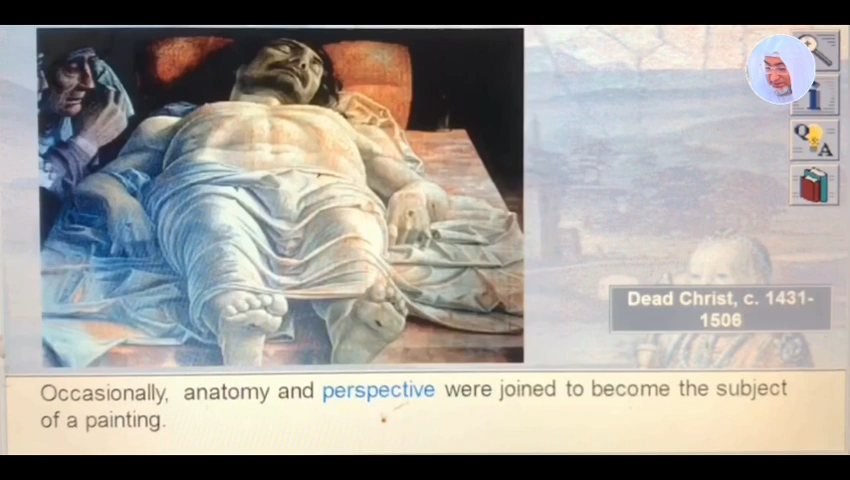 i
Q
A
Dead Christ, c. 1431-
1506
Occasionally, anatomy and perspective were joined to become the subject
of a painting.